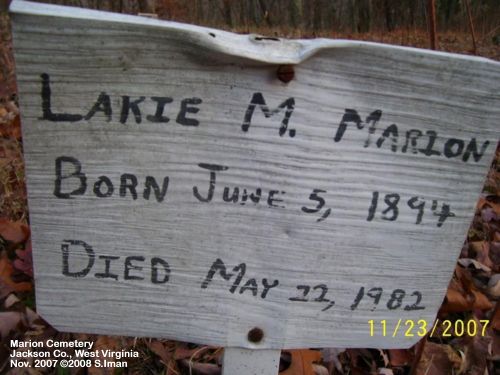 LAKIE M. MARION
BORN JUNE 5, 1894
DIED MAY 22, 1982
11/23/2007
Marion Cemetery
Jackson Co., West Virginia
Nov. 2007 ©2008 S.Iman